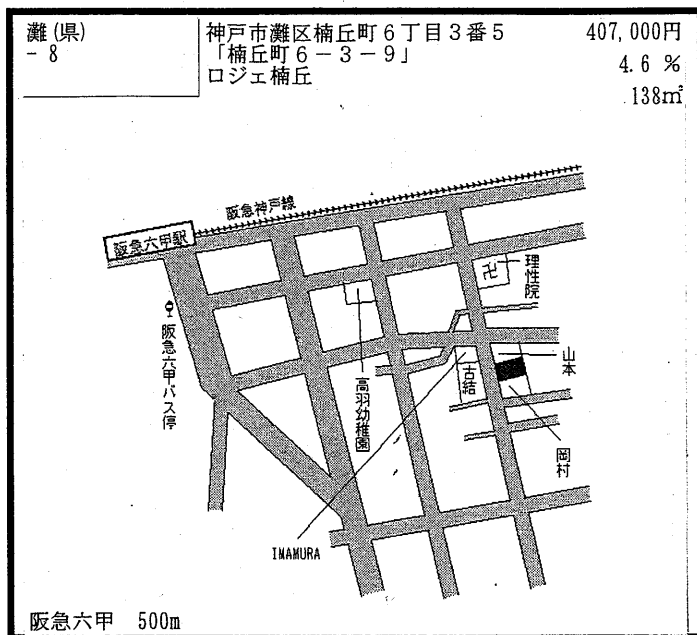 灘(県)
- 8
神戸市灘区楠丘町6丁目3番5
「楠丘町6-3-9」
ロジェ楠丘
407,000円
4.6 %
138㎡
阪急神戸線
阪急六甲駅
阪急六甲バス停
理性院
高羽幼稚園
古結
山本
岡村
IMAMURA
阪急六甲 500m